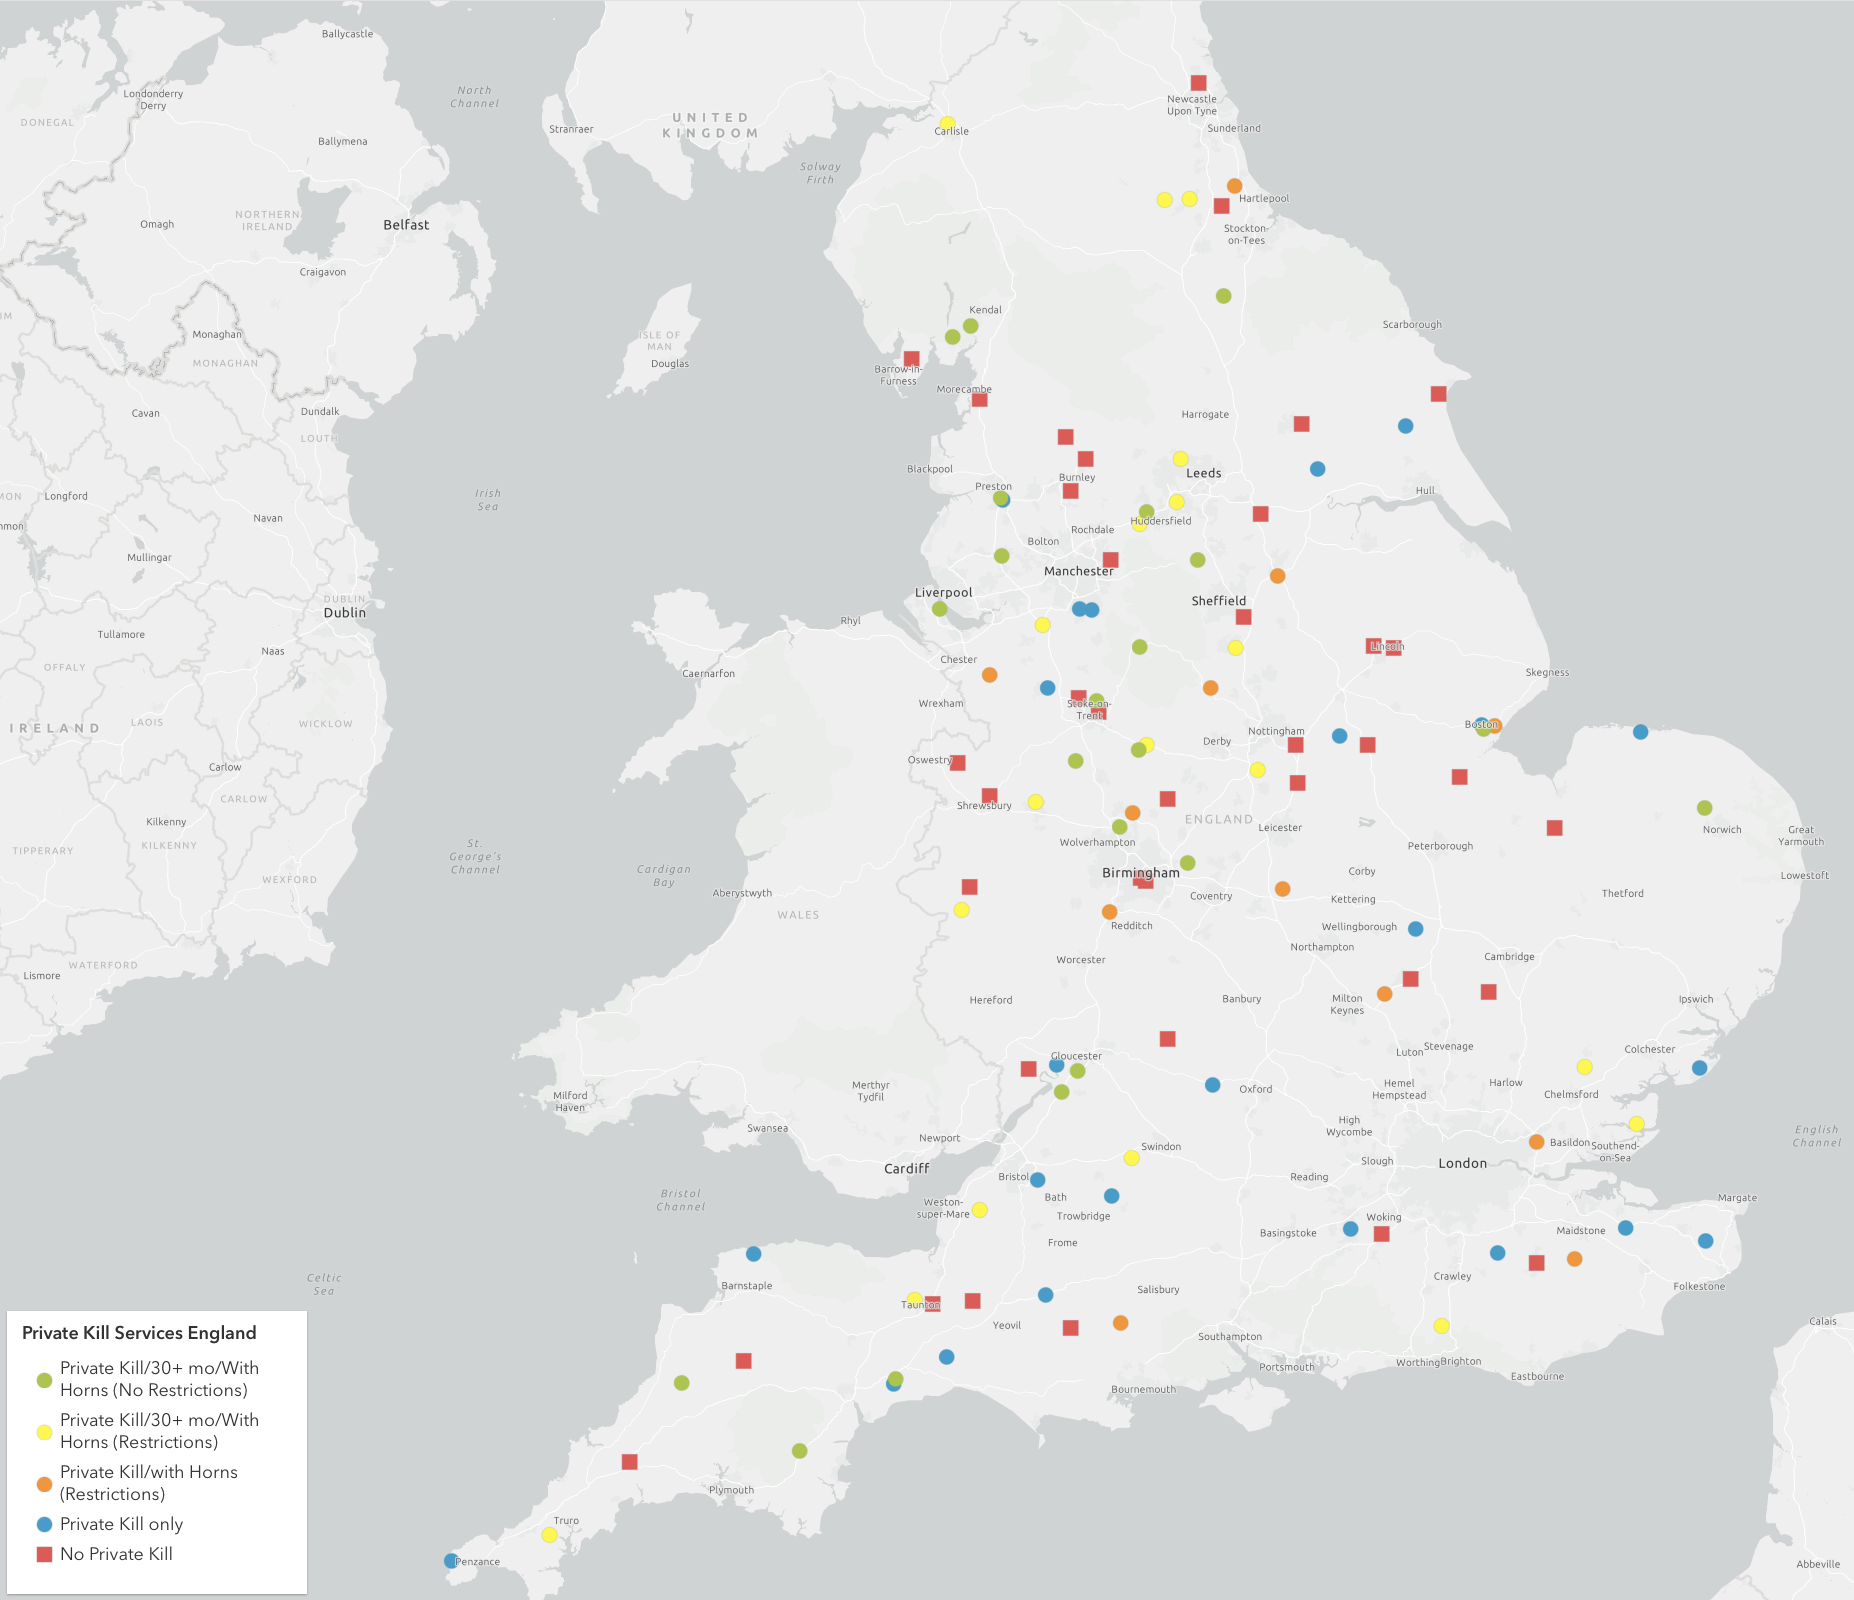 Ballycastle
North
Channel
Londonderry
Derry
DONEGAL
Newcastle
Upon Tyne
UNITED
KINGDOM
Stranraer
Carlisle
Sunderland
Ballymena
Solway
Firth
Hartlepool
NORTHERN
IRELAND
Omagh
Belfast
Stockton-
on-Tees
Craigavon
Kendal
IM
Scarborough
Monaghan
ISLE OF
MAN
MONAGHAN
Douglas
Barrow-in-
Furness
Morecambe
Cavan
Dundalk
Harrogate
LOUTH
Blackpool
Leeds
Burnley
Preston
Hull
MON
Longford
Irish
Sea
Navan
Huddersfield
mmon
Rochdale
Bolton
Mullingar
Manchester
Liverpool
DUBLIN
Dublin
Sheffield
Rhyl
Tullamore
Naas
Lincoln
Chester
OFFALY
Caernarfon
Skegness
Wrexham
Stoke-on-
Trent
IRELAND
LAOIS
WICKLOW
Boston
Nottingham
Derby
Oswestry
Carlow
CARLOW
Shrewsbury
Kilkenny
ENGLAND
Leicester
Norwich
Great
Yarmouth
KILKENNY
TIPPERARY
Wolverhampton
Peterborough
St.
George's
Channel
Cardigan
Bay
Birmingham
Corby
Lowestoft
WEXFORD
Aberystwyth
Coventry
Kettering
Thetford
WALES
Redditch
Wellingborough
Northampton
WATERFORD
Worcester
Cambridge
Lismore
Hereford
Banbury
Milton
Keynes
Ipswich
Gloucester
Luton
Stevenage
Colchester
Merthyr
Tydfil
Oxford
Hemel
Hempstead
Harlow
Chelmsford
Milford
Haven
Swansea
High
Wycombe
English
Channel
Newport
Swindon
Basildon
Southend-
on-Sea
Cardiff
Slough
London
Bristol
Reading
Bristol
Channel
Bath
Margate
Weston-
super-Mare
Trowbridge
Woking
Basingstoke
Maidstone
Frome
Celtic
Sea
Barnstaple
Crawley
Folkestone
Salisbury
Taunton
Yeovil
Southampton
Calais
Portsmouth
Worthing
Brighton
Eastbourne
Bournemouth
Plymouth
Truro
Penzance
Abbeville
Private Kill Services England
Private Kill/30+ mo/With
Horns (No Restrictions)
Private Kill/30+ mo/With
Horns (Restrictions)
Private Kill/with Horns
(Restrictions)
Private Kill only
No Private Kill